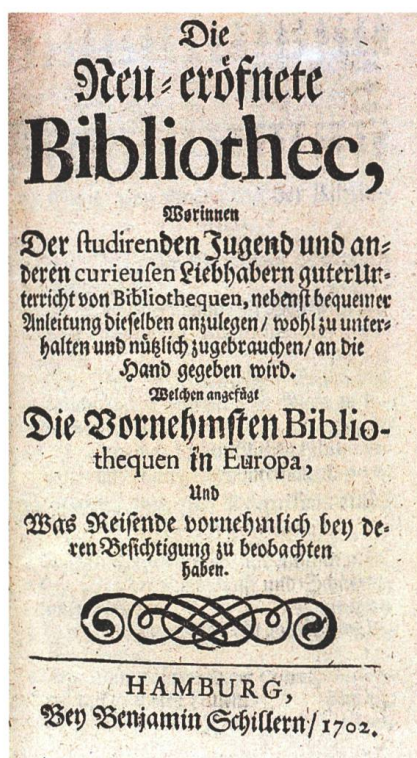 Die
Neu-eröfnete
Bibliothec,
Worinnen
Der studirenden Jugend und an-
deren curieusen Liebhabern guter Un-
terricht von Bibliothequen, nebenst bequemer
Anleitung dieselben anzulegen / wohl zu unter-
halten und nützlich zugebrauchen / an die
Hand gegeben wird.
Welchen angefügt
Die Vornehmsten Biblio-
thequen in Europa,
Und
Was Reisende vornehmlich bey de-
ren Besichtigung zu beobachten
haben.
HAMBURG,
Bey Benjamin Schillern / 1702.